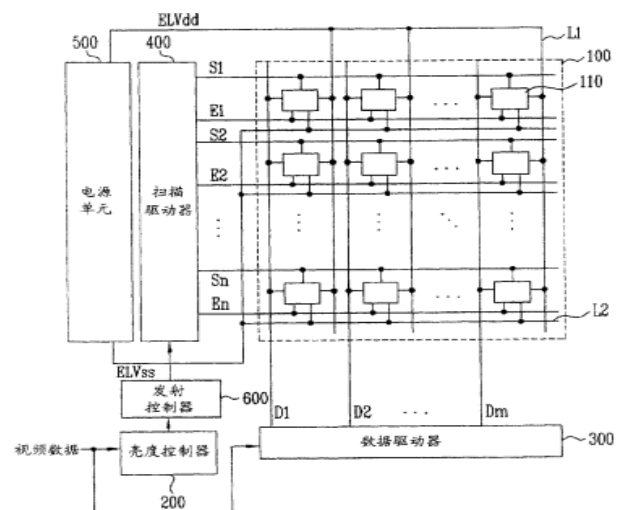 ELVdd
500
400
L1
100
S1
110
E1
S2
E2
电源
单元
扫描
驱动器
Sn
En
L2
ELVss
发射
控制器
600
D1
D2
...
Dm
视频数据
亮度控制器
数据驱动器
300
200